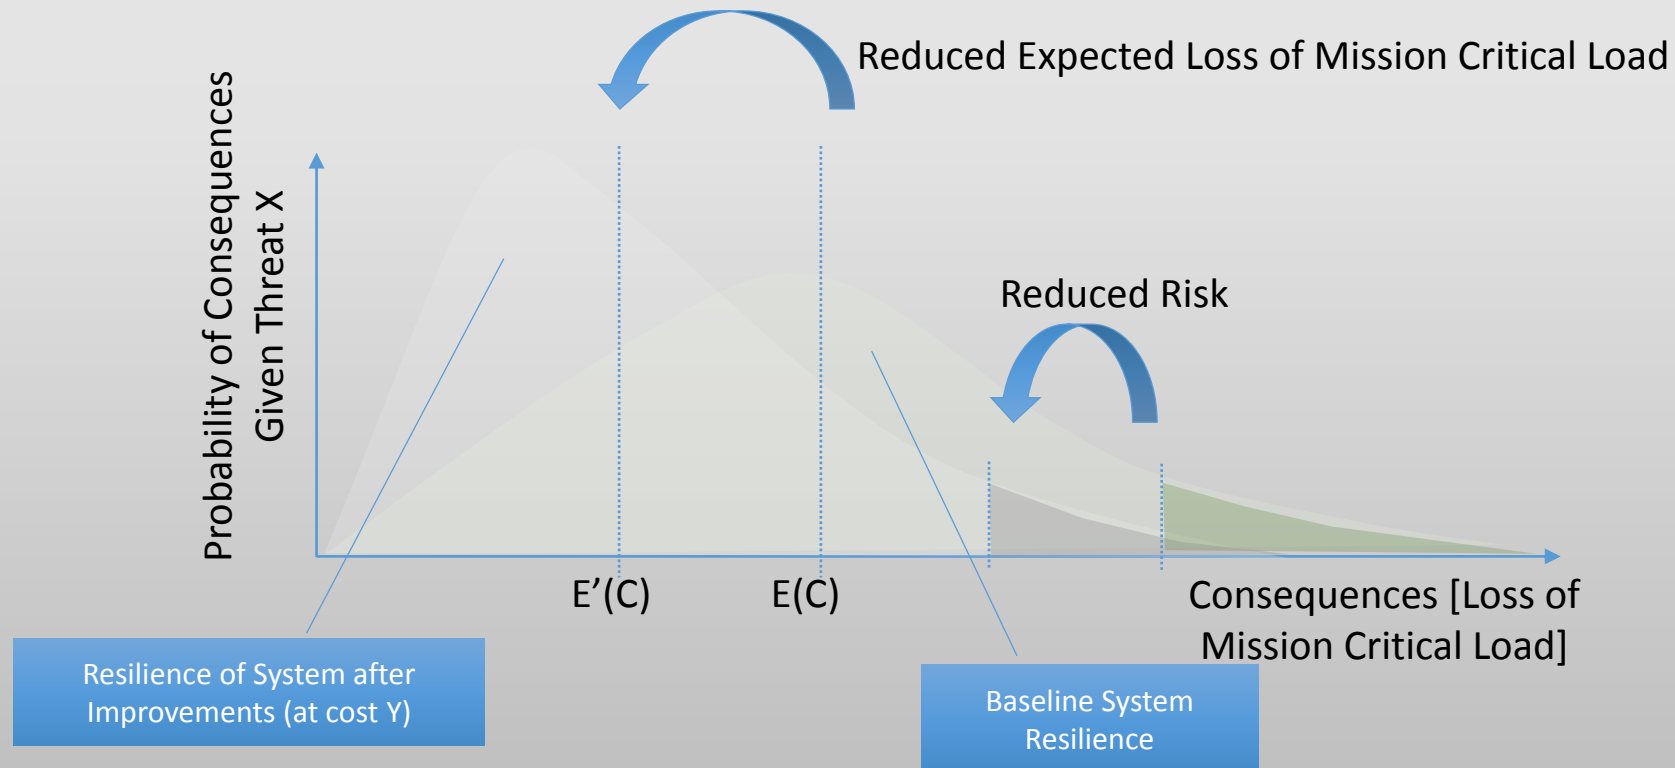 Reduced Expected Loss of Mission Critical Load
Probability of Consequences
Given Threat X
Reduced Risk
E’(C)
E(C)
Consequences [Loss of
Mission Critical Load]
Resilience of System after
Improvements (at cost Y)
Baseline System
Resilience